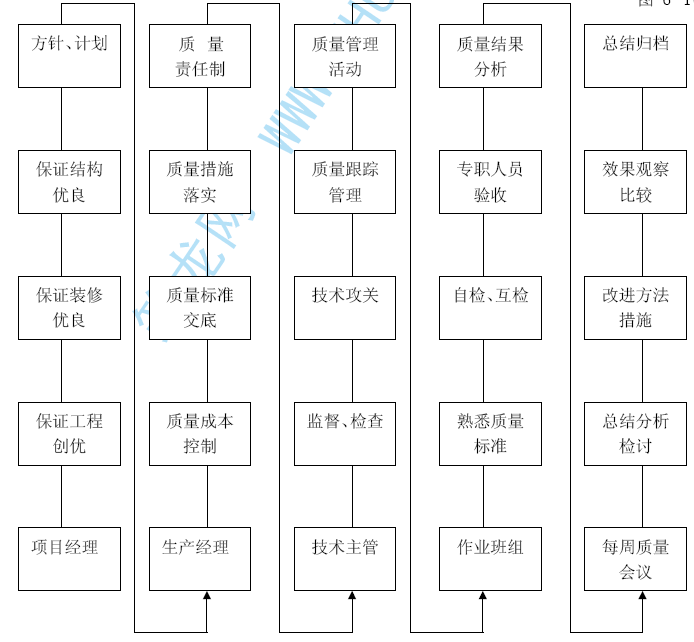 方针、计划
保证结构
优良
保证装修
优良
保证工程
创优
项目经理
质 量
责任制
质量措施
落实
质量标准
交底
质量成本
控制
生产经理
质量管理
活动
质量跟踪
管理
技术攻关
监督、检查
技术主管
质量结果
分析
专职人员
验收
自检、互检
熟悉质量
标准
作业班组
总结归档
效果观察
比较
改进方法
措施
总结分析
检讨
每周质量
会议
龙网 WWW.